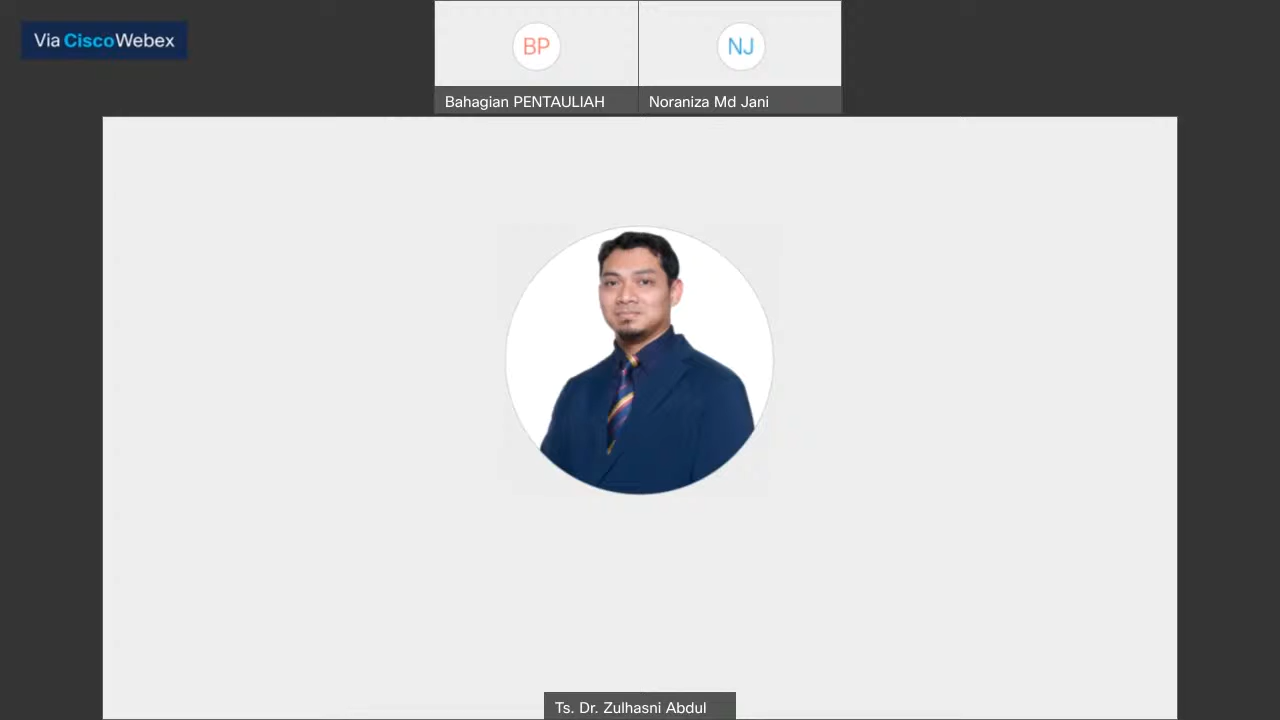 Via CiscoWebex
BP
NJ
Bahagian PENTAULIAH
Noraniza Md Jani
Ts. Dr. Zulhasni Abdul